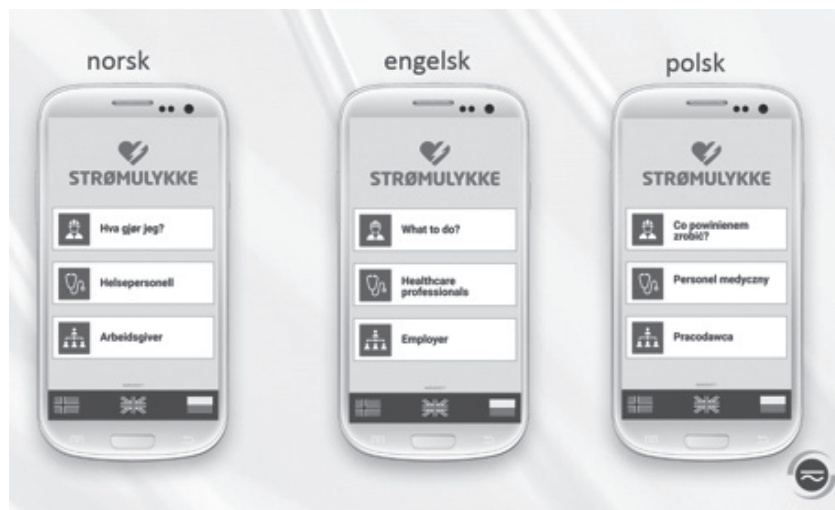 norsk
STRØMULYKKE
Hva gjør jeg?
Helsepersonell
Arbeidsgiver
engelsk
STRØMULYKKE
What to do?
Healthcare
professionals
Employer
polsk
STRØMULYKKE
Co powinienem
zrobić?
Personel medyczny
Pracodawca